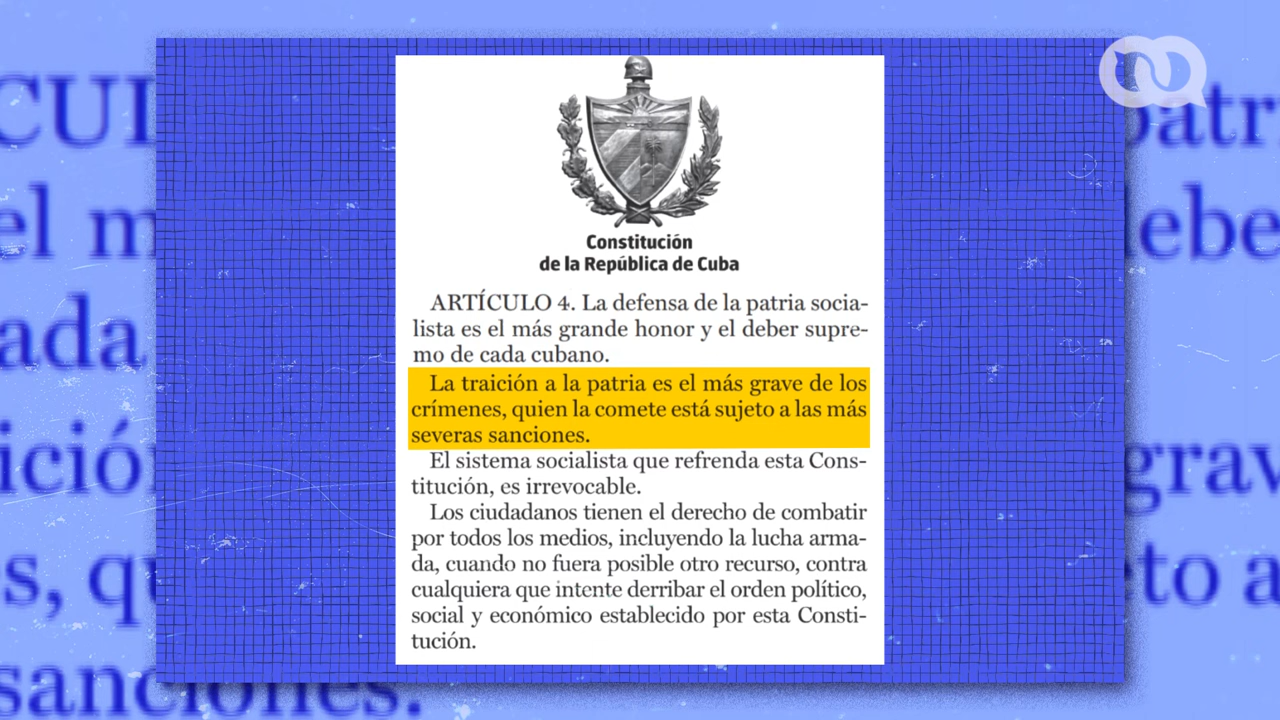 Constitución
de la República de Cuba
ARTÍCULO 4. La defensa de la patria socia-
lista es el más grande honor y el deber supre-
mo de cada cubano.
La traición a la patria es el más grave de los
crímenes, quien la comete está sujeto a las más
severas sanciones.
El sistema socialista que refrenda esta Cons-
titución, es irrevocable.
Los ciudadanos tienen el derecho de combatir
por todos los medios, incluyendo la lucha arma-
da, cuando no fuera posible otro recurso, contra
cualquiera que intente derribar el orden político,
social y económico establecido por esta Consti-
tución.